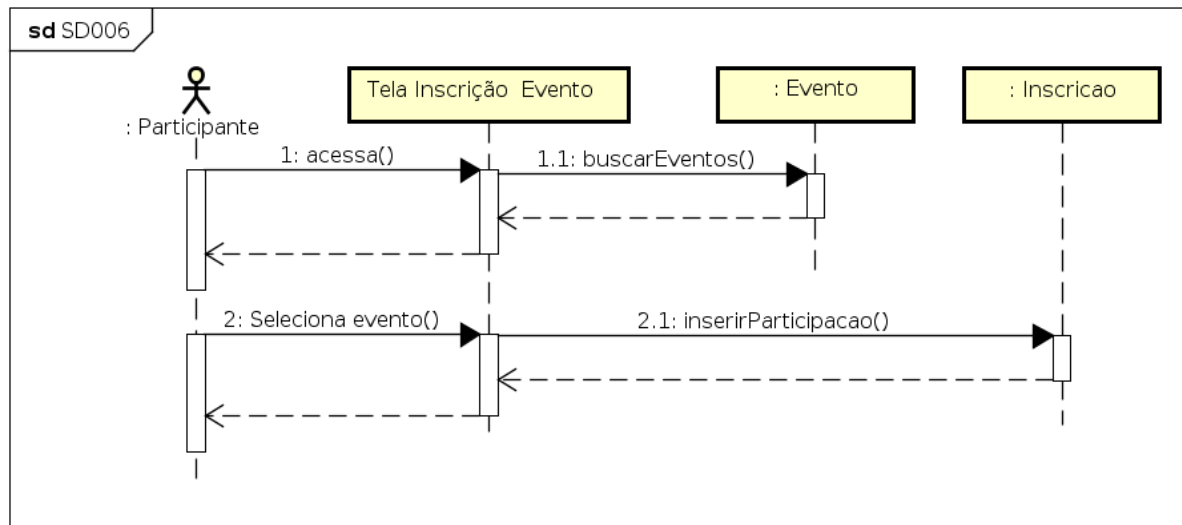 sd SD006
Tela Inscrição Evento
: Evento
: Inscricao
: Participante
1: acessa()
1.1: buscarEventos()
2: Seleciona evento()
2.1: inserirParticipacao()